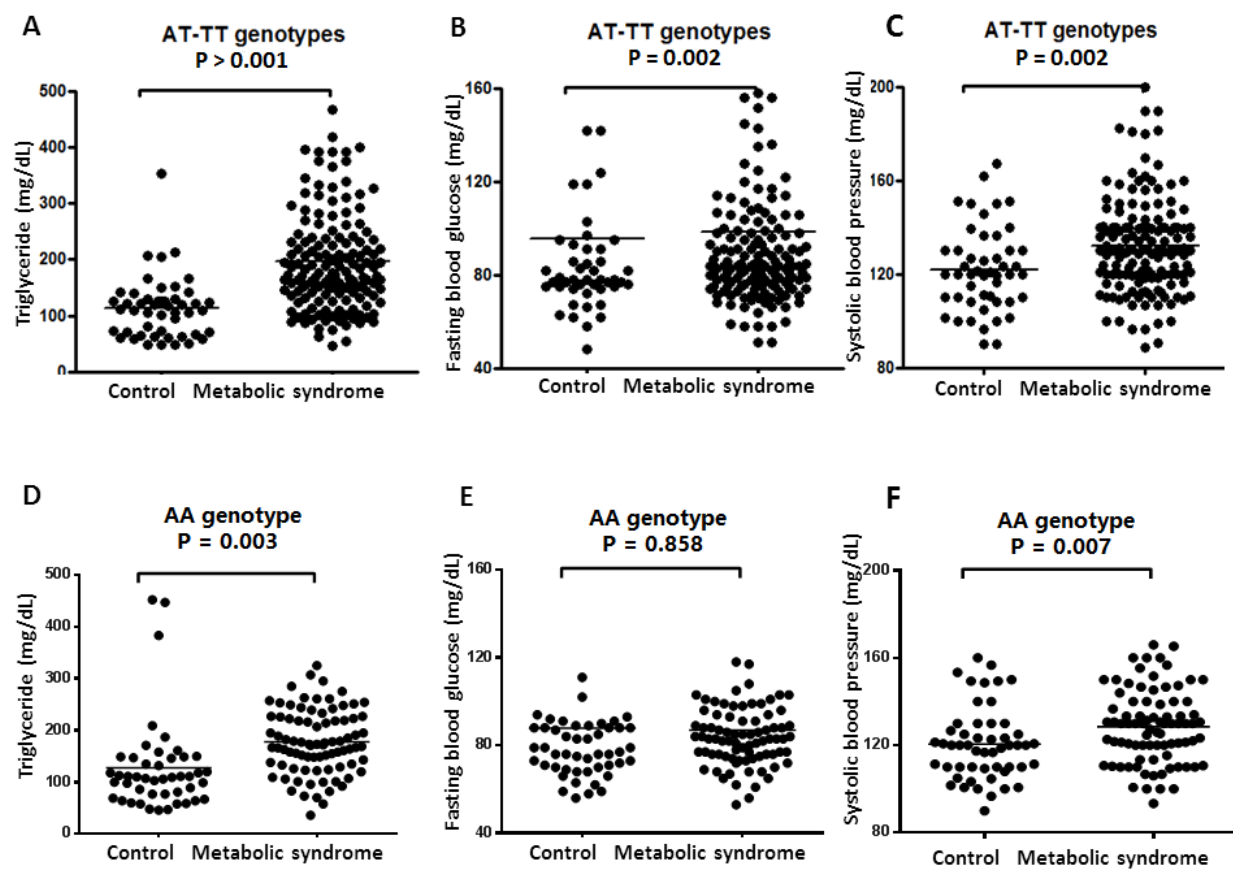 A
AT-TT genotypes
P > 0.001
Triglyceride (mg/dL)
500
400
300
200
100
0
Control
Metabolic syndrome
B
AT-TT genotypes
P = 0.002
Fasting blood glucose (mg/dL)
160
120
80
40
Control
Metabolic syndrome
C
AT-TT genotypes
P = 0.002
Systolic blood pressure (mg/dL)
200
160
120
80
Control
Metabolic syndrome
D
AA genotype
P = 0.003
Triglyceride (mg/dL)
500
400
300
200
100
0
Control
Metabolic syndrome
E
AA genotype
P = 0.858
Fasting blood glucose (mg/dL)
160
120
80
40
Control
Metabolic syndrome
F
AA genotype
P = 0.007
Systolic blood pressure (mg/dL)
200
160
120
80
Control
Metabolic syndrome